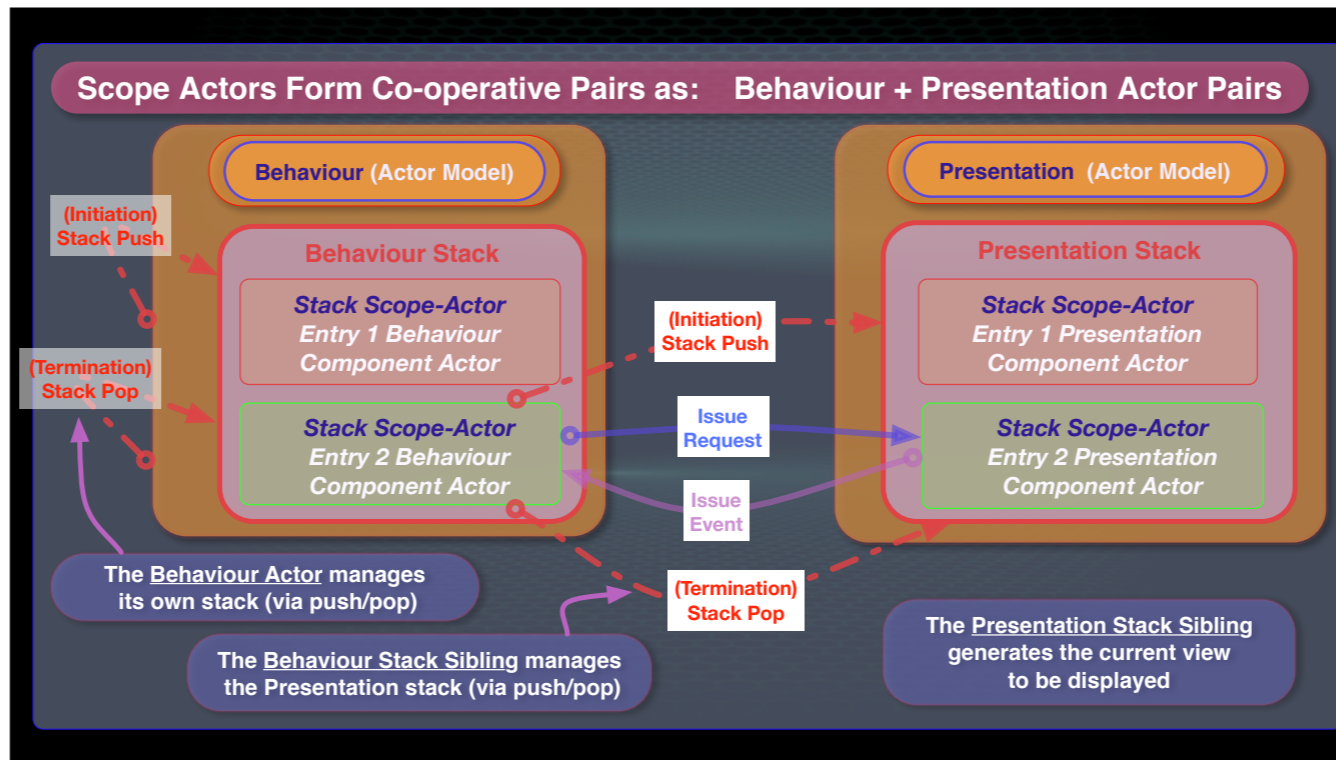 Scope Actors Form Co-operative Pairs as: Behaviour + Presentation Actor Pairs
Behaviour (Actor Model)
Presentation (Actor Model)
(Initiation)
Stack Push
Behaviour Stack
Stack Scope-Actor
Entry 1 Behaviour
Component Actor
(Termination)
Stack Pop
Stack Scope-Actor
Entry 2 Behaviour
Component Actor
(Initiation)
Stack Push
Issue
Request
Issue
Event
(Termination)
Stack Pop
Presentation Stack
Stack Scope-Actor
Entry 1 Presentation
Component Actor
Stack Scope-Actor
Entry 2 Presentation
Component Actor
The Behaviour Actor manages
its own stack (via push/pop)
The Behaviour Stack Sibling manages
the Presentation stack (via push/pop)
The Presentation Stack Sibling
generates the current view
to be displayed